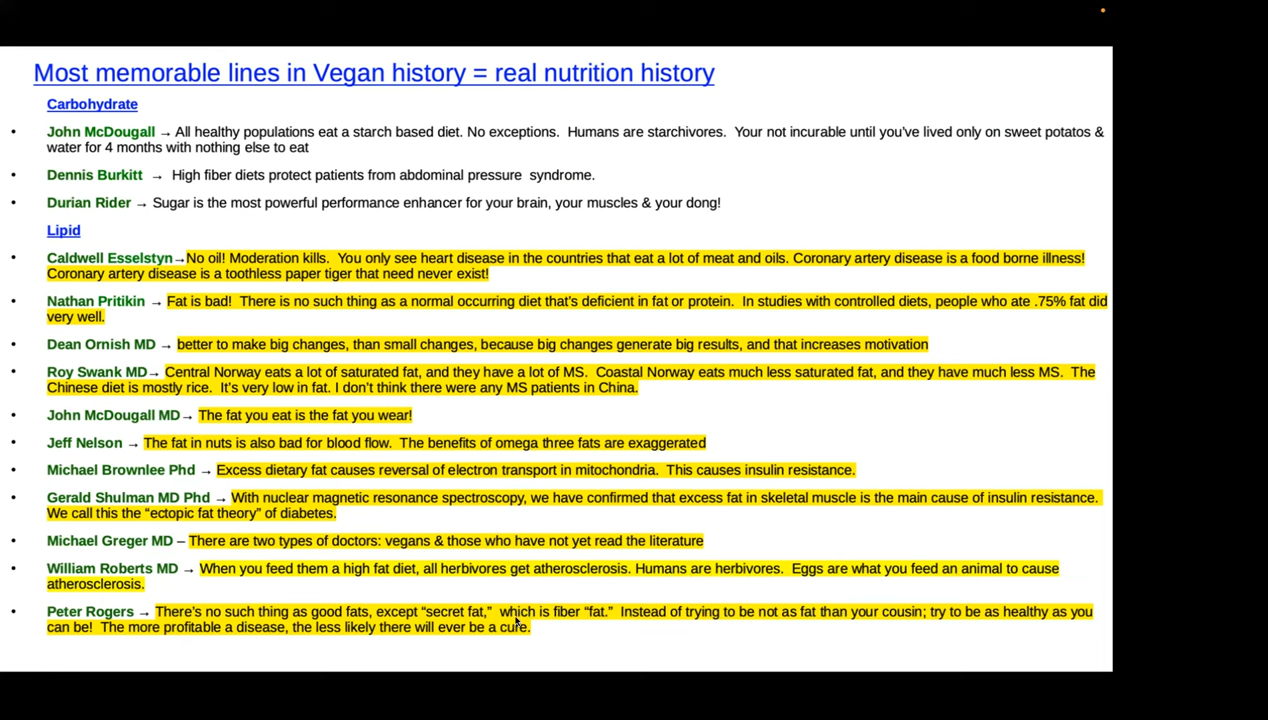 Most memorable lines in Vegan history = real nutrition history
Carbohydrate
• John McDougall → All healthy populations eat a starch based diet. No exceptions. Humans are starchivores. Your not incurable until you’ve lived only on sweet potatos &
water for 4 months with nothing else to eat
• Dennis Burkitt → High fiber diets protect patients from abdominal pressure syndrome.
• Durian Rider → Sugar is the most powerful performance enhancer for your brain, your muscles & your dong!
Lipid
• Caldwell Esselstyn→No oil! Moderation kills. You only see heart disease in the countries that eat a lot of meat and oils. Coronary artery disease is a food borne illness!
Coronary artery disease is a toothless paper tiger that need never exist!
• Nathan Pritikin → Fat is bad! There is no such thing as a normal occurring diet that’s deficient in fat or protein. In studies with controlled diets, people who ate .75% fat did
very well.
• Dean Ornish MD → better to make big changes, than small changes, because big changes generate big results, and that increases motivation
• Roy Swank MD→ Central Norway eats a lot of saturated fat, and they have a lot of MS. Coastal Norway eats much less saturated fat, and they have much less MS. The
Chinese diet is mostly rice. It’s very low in fat. I don’t think there were any MS patients in China.
• John McDougall MD→ The fat you eat is the fat you wear!
• Jeff Nelson → The fat in nuts is also bad for blood flow. The benefits of omega three fats are exaggerated
• Michael Brownlee Phd → Excess dietary fat causes reversal of electron transport in mitochondria. This causes insulin resistance.
• Gerald Shulman MD Phd → With nuclear magnetic resonance spectroscopy, we have confirmed that excess fat in skeletal muscle is the main cause of insulin resistance.
We call this the “ectopic fat theory” of diabetes.
• Michael Greger MD – There are two types of doctors: vegans & those who have not yet read the literature
• William Roberts MD → When you feed them a high fat diet, all herbivores get atherosclerosis. Humans are herbivores. Eggs are what you feed an animal to cause
atherosclerosis.
• Peter Rogers → There’s no such thing as good fats, except “secret fat,” which is fiber “fat.” Instead of trying to be not as fat than your cousin; try to be as healthy as you
can be! The more profitable a disease, the less likely there will ever be a cure.